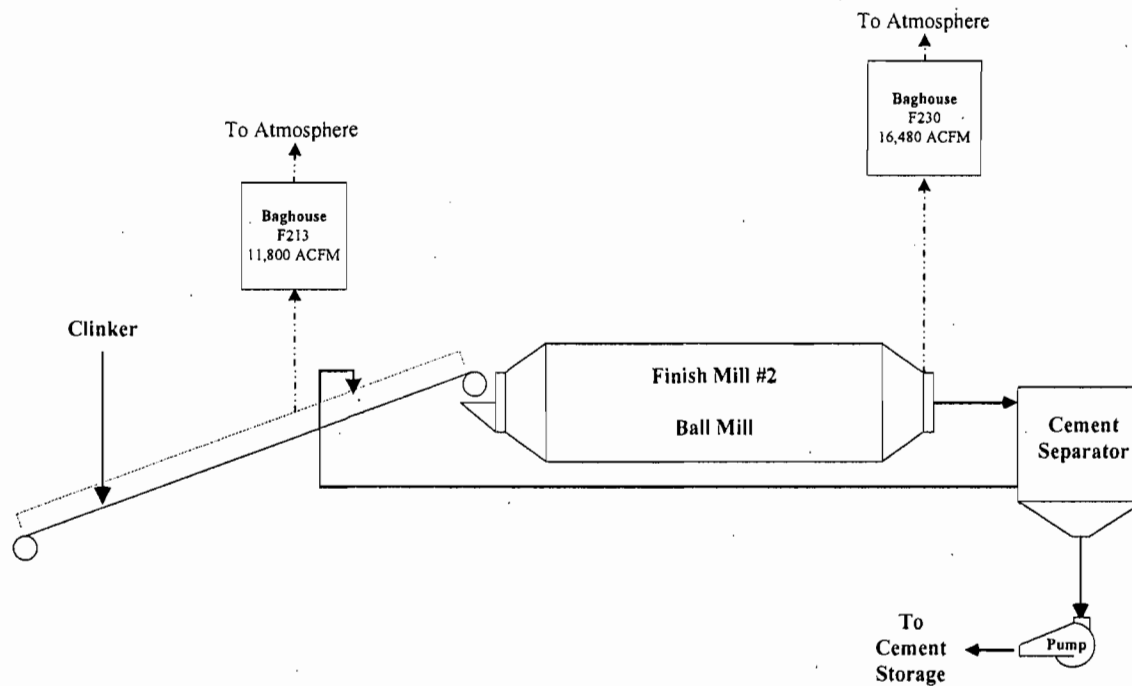 To Atmosphere
Baghouse
F230
16,480 ACFM
To Atmosphere
Baghouse
F213
11,800 ACFM
Clinker
Finish Mill #2
Ball Mill
Cement
Separator
To
Cement
Storage
Pump